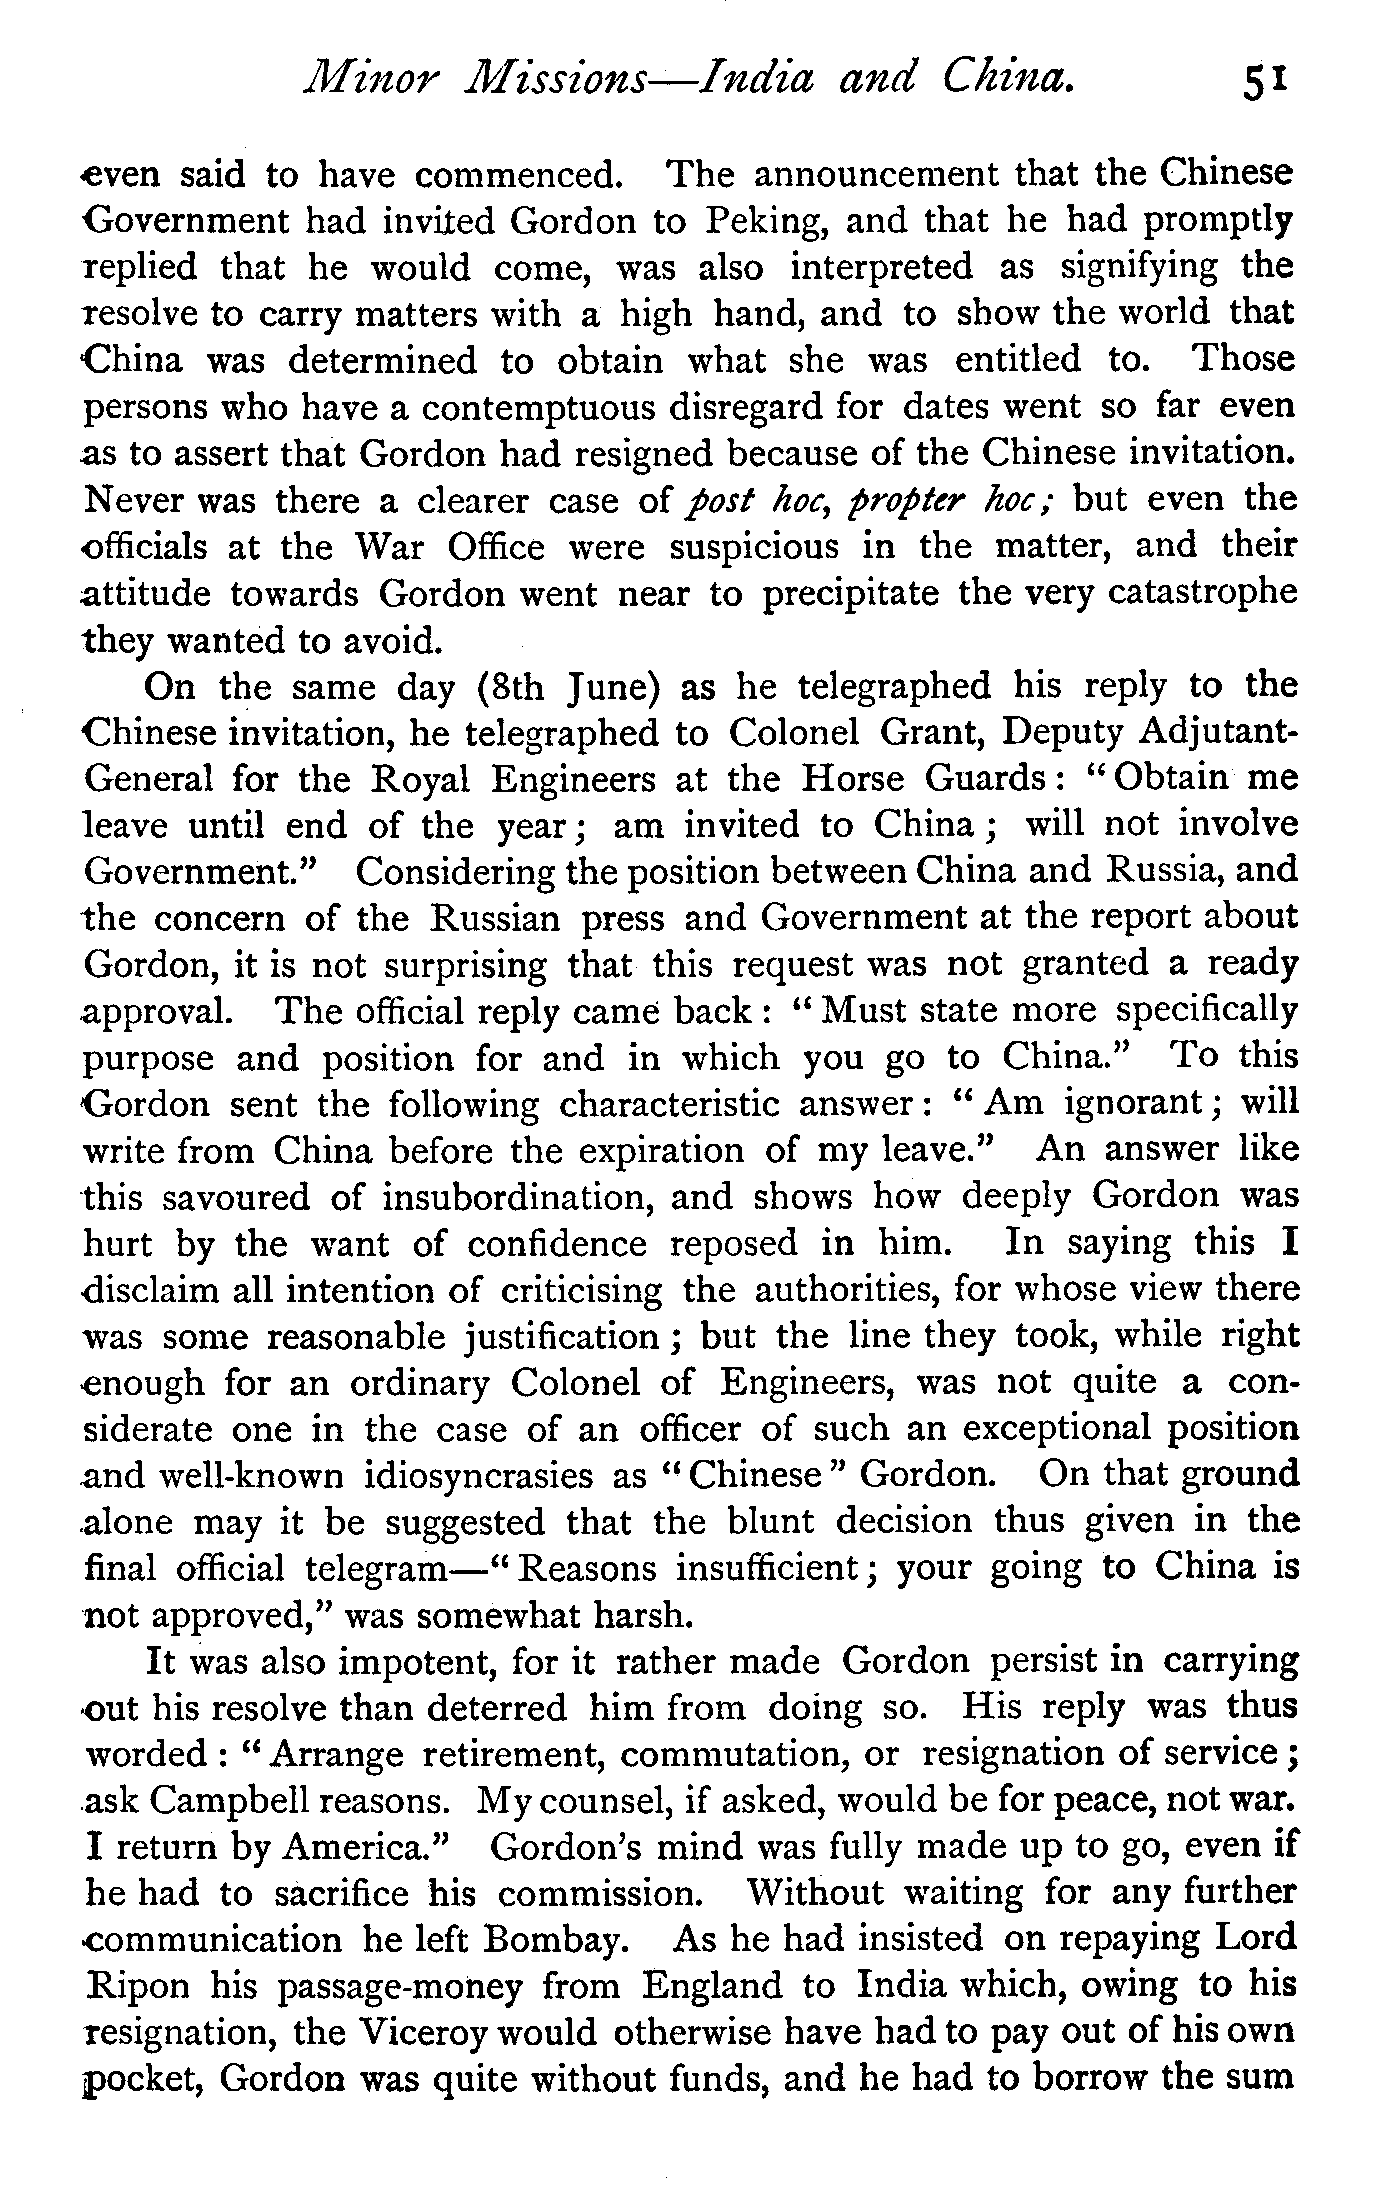 Minor Missions—India and China. 51
even said to have commenced. The announcement that the Chinese
Government had invited Gordon to Peking, and that he had promptly
replied that he would come, was also interpreted as signifying the
resolve to carry matters with a high hand, and to show the world that
China was determined to obtain what she was entitled to. Those
persons who have a contemptuous disregard for dates went so far even
as to assert that Gordon had resigned because of the Chinese invitation.
Never was there a clearer case of post hoc, propter hoc; but even the
officials at the War Office were suspicious in the matter, and their
attitude towards Gordon went near to precipitate the very catastrophe
they wanted to avoid.
On the same day (8th June) as he telegraphed his reply to the
Chinese invitation, he telegraphed to Colonel Grant, Deputy Adjutant-
General for the Royal Engineers at the Horse Guards: "Obtain me
leave until end of the year; am invited to China; will not involve
Government." Considering the position between China and Russia, and
the concern of the Russian press and Government at the report about
Gordon, it is not surprising that this request was not granted a ready
approval. The official reply came back: "Must state more specifically
purpose and position for and in which you go to China." To this
Gordon sent the following characteristic answer: "Am ignorant; will
write from China before the expiration of my leave." An answer like
this savoured of insubordination, and shows how deeply Gordon was
hurt by the want of confidence reposed in him. In saying this I
disclaim all intention of criticising the authorities, for whose view there
was some reasonable justification; but the line they took, while right
enough for an ordinary Colonel of Engineers, was not quite a con-
siderate one in the case of an officer of such an exceptional position
and well-known idiosyncrasies as "Chinese" Gordon. On that ground
alone may it be suggested that the blunt decision thus given in the
final official telegram—"Reasons insufficient; your going to China is
not approved," was somewhat harsh.
It was also impotent, for it rather made Gordon persist in carrying
out his resolve than deterred him from doing so. His reply was thus
worded: "Arrange retirement, commutation, or resignation of service;
ask Campbell reasons. My counsel, if asked, would be for peace, not war.
I return by America." Gordon's mind was fully made up to go, even if
he had to sacrifice his commission. Without waiting for any further
communication he left Bombay. As he had insisted on repaying Lord
Ripon his passage-money from England to India which, owing to his
resignation, the Viceroy would otherwise have had to pay out of his own
pocket, Gordon was quite without funds, and he had to borrow the sum